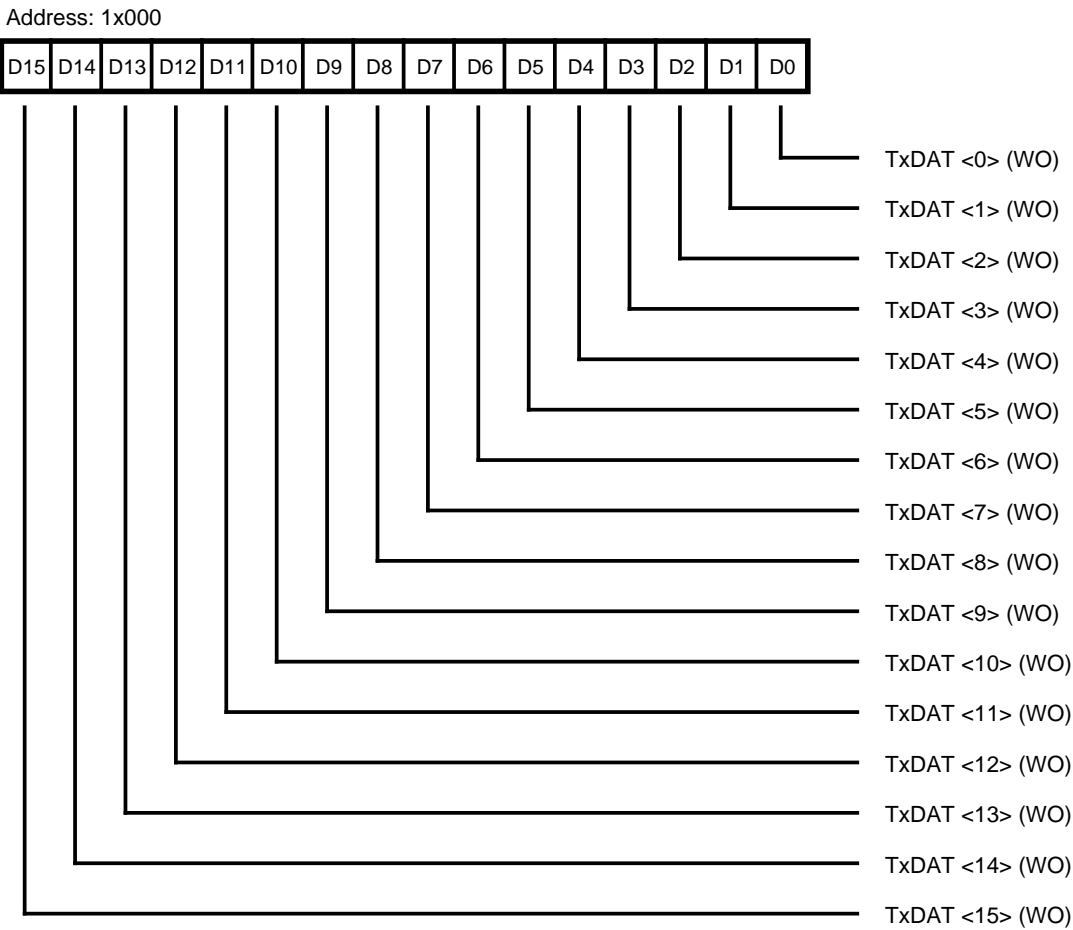 Address: 1x000
D15 D14 D13 D12 D11 D10 D9 D8 D7 D6 D5 D4 D3 D2 D1 D0
TxDAT <0> (WO)
TxDAT <1> (WO)
TxDAT <2> (WO)
TxDAT <3> (WO)
TxDAT <4> (WO)
TxDAT <5> (WO)
TxDAT <6> (WO)
TxDAT <7> (WO)
TxDAT <8> (WO)
TxDAT <9> (WO)
TxDAT <10> (WO)
TxDAT <11> (WO)
TxDAT <12> (WO)
TxDAT <13> (WO)
TxDAT <14> (WO)
TxDAT <15> (WO)